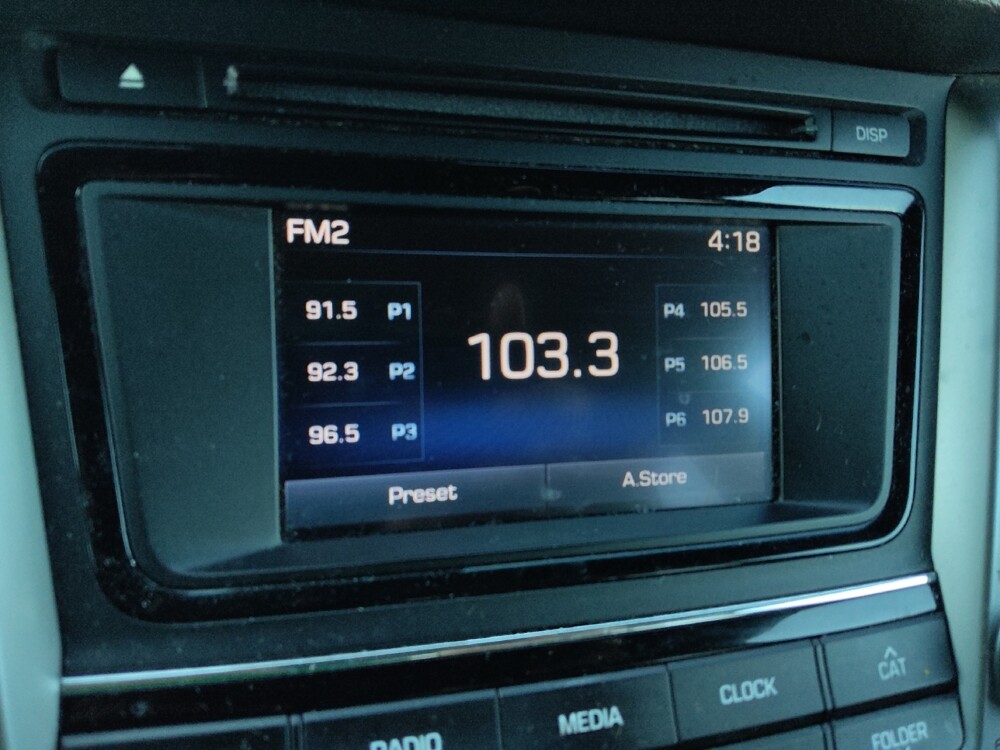 DISP
FM2
4:18
91.5 P1
92.3 P2
96.5 P3
103.3
P4 105.5
P5 106.5
P6 107.9
Preset
A.Store
RADIO
MEDIA
CLOCK
CAT
FOLDER